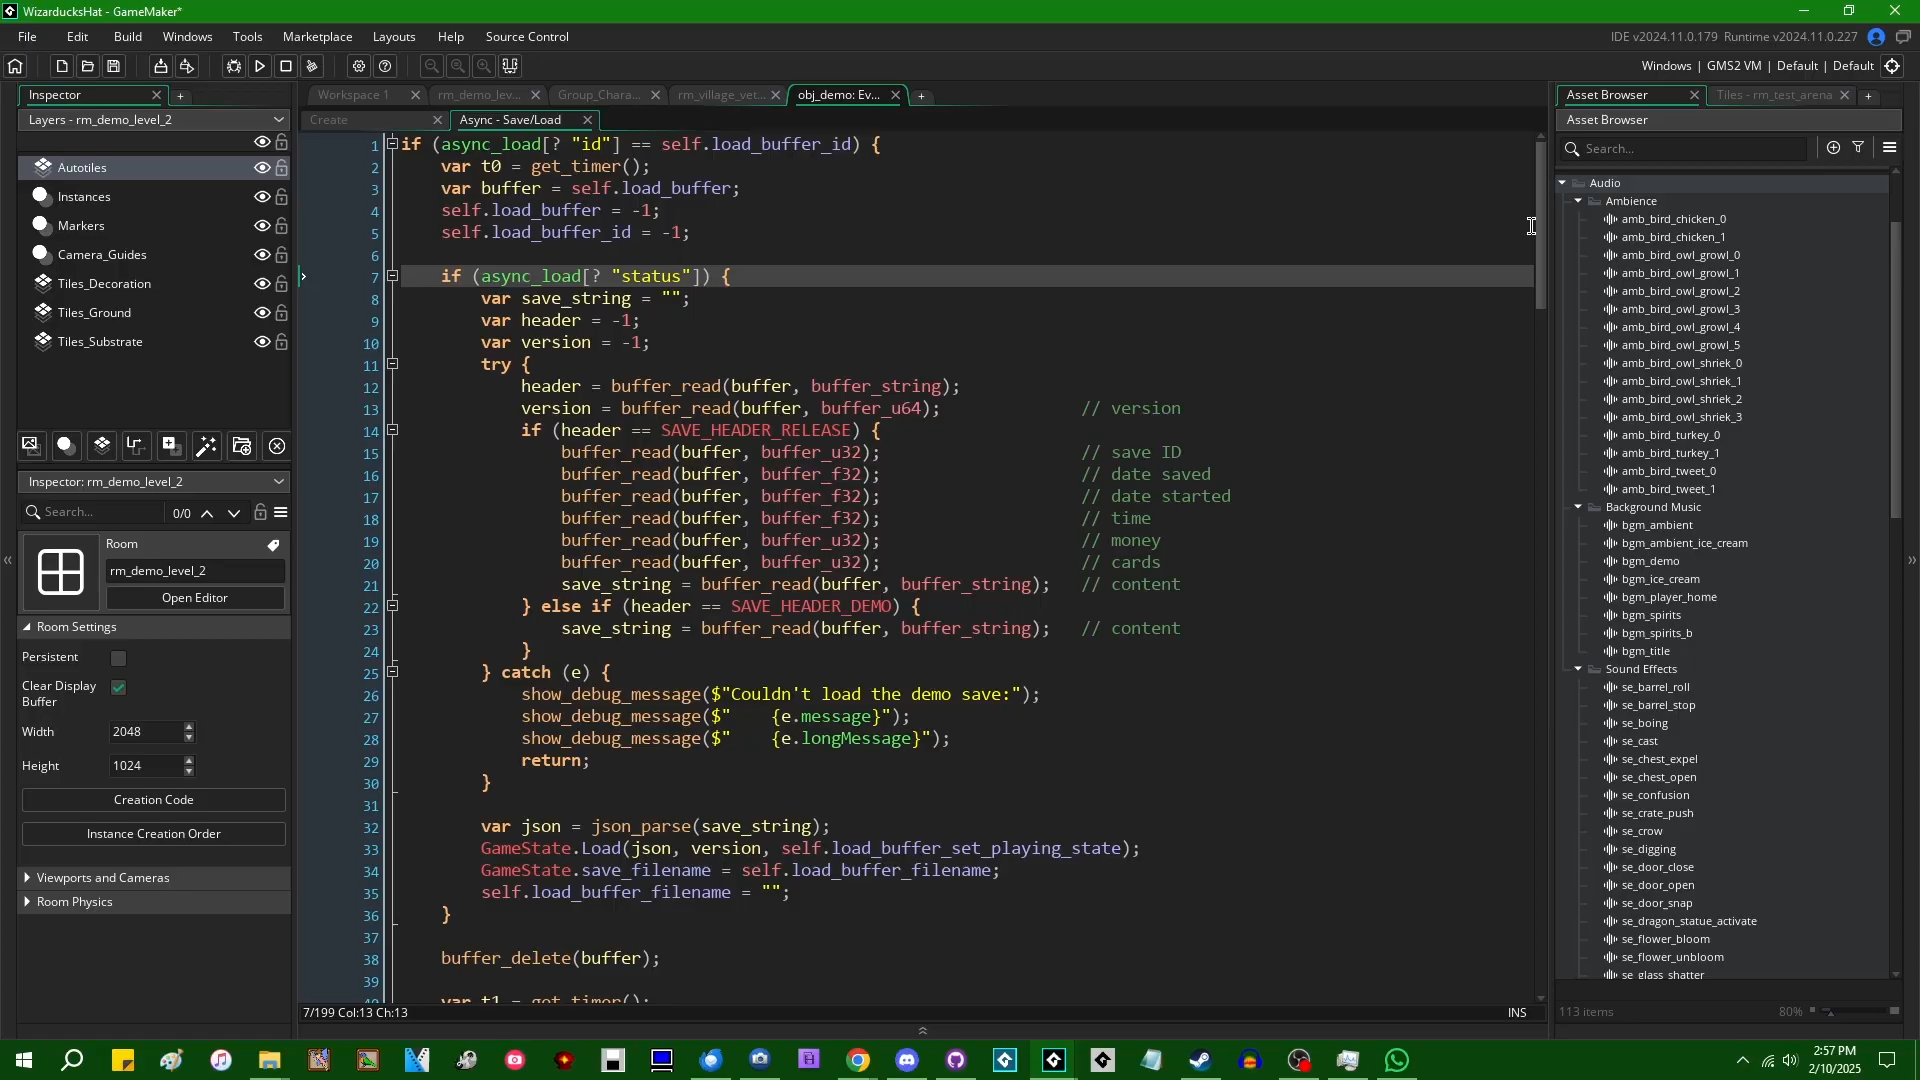 WizarducksHat - GameMaker*
File Edit Build Windows Tools Marketplace Layouts Help Source Control
IDE v2024.11.0.179 Runtime v2024.11.0.227
Windows | GMS2 VM | Default | Default
Inspector
Layers - rm_demo_level_2
Autotiles
Instances
Markers
Camera_Guides
Tiles_Decoration
Tiles_Ground
Tiles_Substrate
Inspector: rm_demo_level_2
Search...
0/0
Room
rm_demo_level_2
Open Editor
Room Settings
Persistent
Clear Display
Buffer
Width 2048
Height 1024
Creation Code
Instance Creation Order
Viewports and Cameras
Room Physics
Workspace 1 rm_demo_lev... Group_Chara... rm_village_vet... obj_demo: Ev...
Create Async - Save/Load
1 if (async_load[? "id"] == self.load_buffer_id) {
2 var t0 = get_timer();
3 var buffer = self.load_buffer;
4 self.load_buffer = -1;
5 self.load_buffer_id = -1;
6
7 if (async_load[? "status"]) {
8 var save_string = "";
9 var header = -1;
10 var version = -1;
11 try {
12 header = buffer_read(buffer, buffer_string);
13 version = buffer_read(buffer, buffer_u64); // version
14 if (header == SAVE_HEADER_RELEASE) {
15 buffer_read(buffer, buffer_u32); // save ID
16 buffer_read(buffer, buffer_f32); // date saved
17 buffer_read(buffer, buffer_f32); // date started
18 buffer_read(buffer, buffer_f32); // time
19 buffer_read(buffer, buffer_u32); // money
20 buffer_read(buffer, buffer_u32); // cards
21 save_string = buffer_read(buffer, buffer_string); // content
22 } else if (header == SAVE_HEADER_DEMO) {
23 save_string = buffer_read(buffer, buffer_string); // content
24 }
25 } catch (e) {
26 show_debug_message($"Couldn't load the demo save:");
27 show_debug_message($"    {e.message}");
28 show_debug_message($"    {e.longMessage}");
29 return;
30 }
31
32 var json = json_parse(save_string);
33 GameState.Load(json, version, self.load_buffer_set_playing_state);
34 GameState.save_filename = self.load_buffer_filename;
35 self.load_buffer_filename = "";
36 }
37
38 buffer_delete(buffer);
39
40 var t1 = get_timer();
7/199 Col:13 Ch:13
INS
Asset Browser Tiles - rm_test_arena
Asset Browser
Search...
Audio
Ambience
amb_bird_chicken_0
amb_bird_chicken_1
amb_bird_owl_growl_0
amb_bird_owl_growl_1
amb_bird_owl_growl_2
amb_bird_owl_growl_3
amb_bird_owl_growl_4
amb_bird_owl_growl_5
amb_bird_owl_shriek_0
amb_bird_owl_shriek_1
amb_bird_owl_shriek_2
amb_bird_owl_shriek_3
amb_bird_turkey_0
amb_bird_turkey_1
amb_bird_tweet_0
amb_bird_tweet_1
Background Music
bgm_ambient
bgm_ambient_ice_cream
bgm_demo
bgm_ice_cream
bgm_player_home
bgm_spirits
bgm_spirits_b
bgm_title
Sound Effects
se_barrel_roll
se_barrel_stop
se_boing
se_cast
se_chest_expel
se_chest_open
se_confusion
se_crate_push
se_crow
se_digging
se_door_close
se_door_open
se_door_snap
se_dragon_statue_activate
se_flower_bloom
se_flower_unbloom
se_glass_shatter
113 items
80%
2:57 PM
2/10/2025